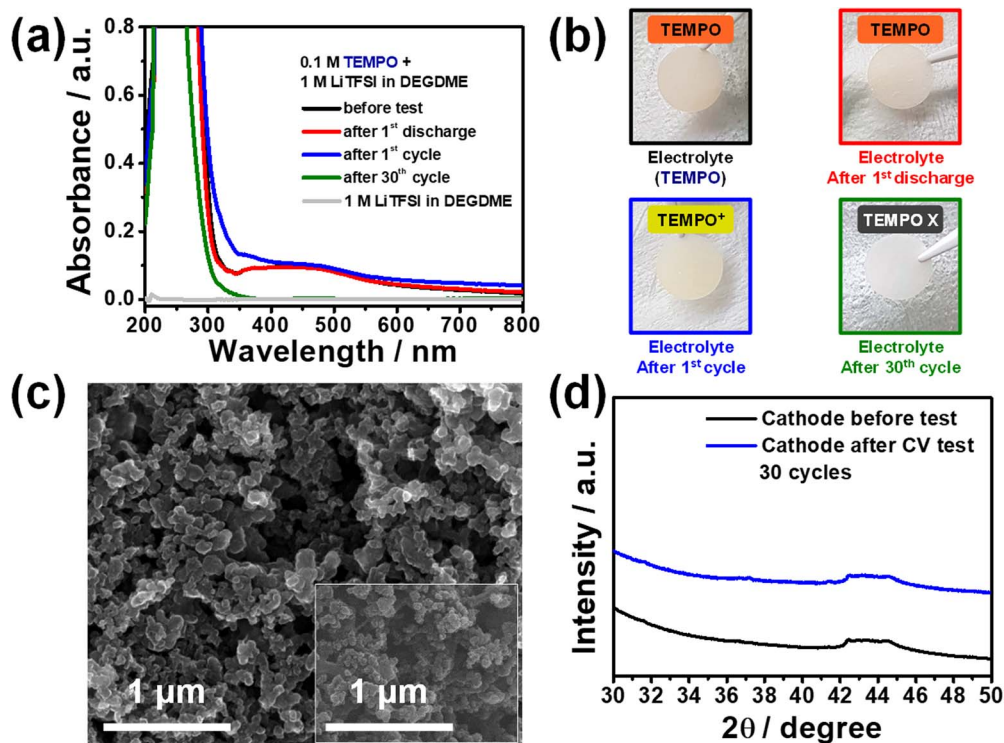 (a)
Absorbance / a.u.
0.8
0.6
0.4
0.2
0.0
0.1 M TEMPO +
1 M LiTFSI in DEGDME
before test
after 1st discharge
after 1st cycle
after 30th cycle
1 M LiTFSI in DEGDME
200 300 400 500 600 700 800
Wavelength / nm
(b)
TEMPO
Electrolyte
(TEMPO)
TEMPO
Electrolyte
After 1st discharge
TEMPO+
Electrolyte
After 1st cycle
TEMPO X
Electrolyte
After 30th cycle
(c)
1 µm
1 µm
(d)
Intensity / a.u.
Cathode before test
Cathode after CV test
30 cycles
30 32 34 36 38 40 42 44 46 48 50
2θ / degree